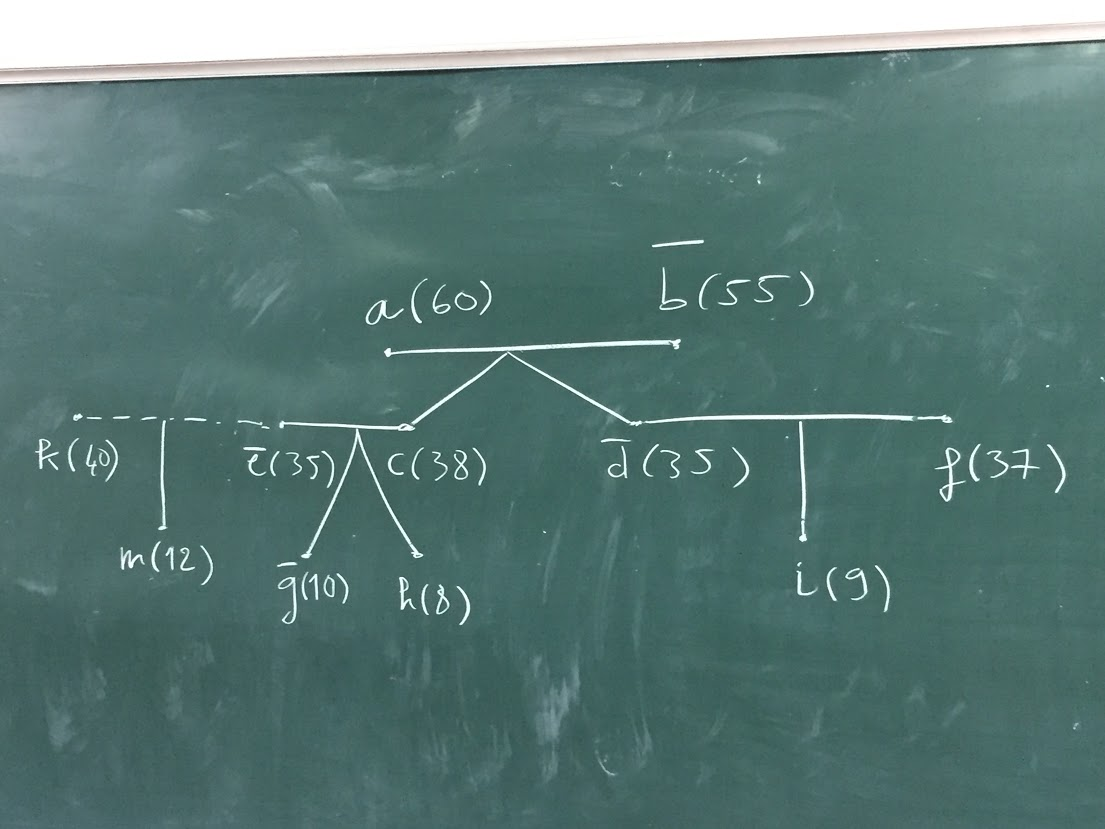 a(60) b̅(55)
k(40) e̅(35) c(38) d̅(35) f(37)
m(12) g̅(10) h(8) i(9)